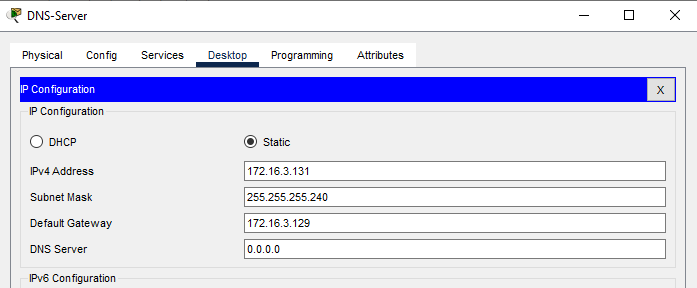 DNS-Server
Physical Config Services Desktop Programming Attributes
IP Configuration X
IP Configuration
DHCP Static
IPv4 Address 172.16.3.131
Subnet Mask 255.255.255.240
Default Gateway 172.16.3.129
DNS Server 0.0.0.0
IPv6 Configuration